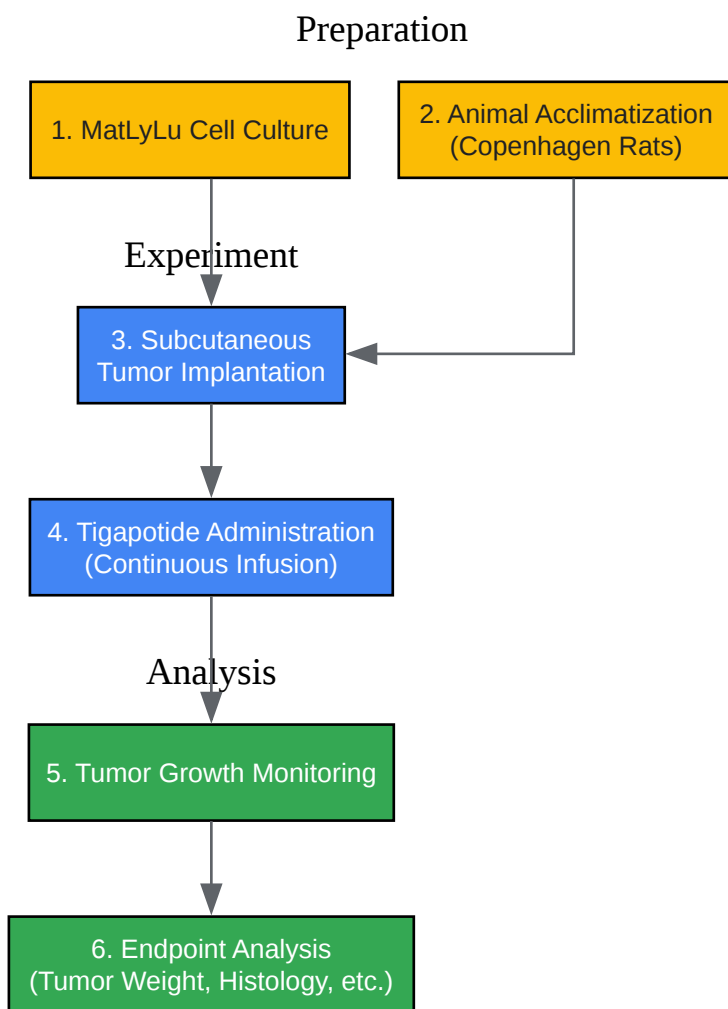 Preparation
1. MatLyLu Cell Culture
2. Animal Acclimatization
(Copenhagen Rats)
Experiment
3. Subcutaneous
Tumor Implantation
4. Tigapotide Administration
(Continuous Infusion)
Analysis
5. Tumor Growth Monitoring
6. Endpoint Analysis
(Tumor Weight, Histology, etc.)